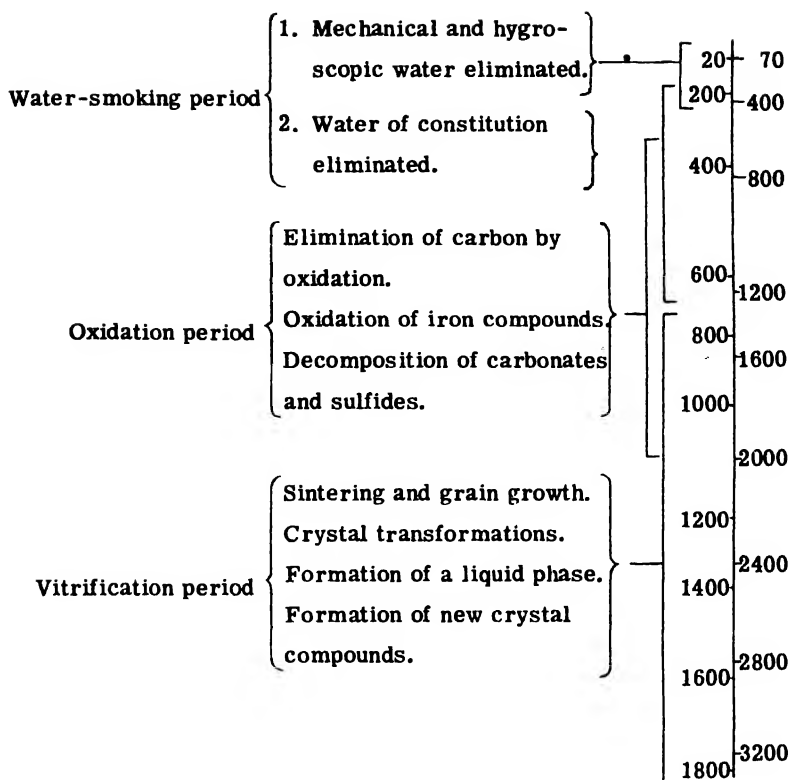 1. Mechanical and hygro-
scopic water eliminated.
Water-smoking period
2. Water of constitution
eliminated.
Elimination of carbon by
oxidation.
Oxidation period
Oxidation of iron compounds.
Decomposition of carbonates
and sulfides.
Sintering and grain growth.
Crystal transformations.
Vitrification period
Formation of a liquid phase.
Formation of new crystal
compounds.
20 70
200 400
400 800
600 1200
800 1600
1000
2000
1200
2400
1400
2800
1600
3200
1800